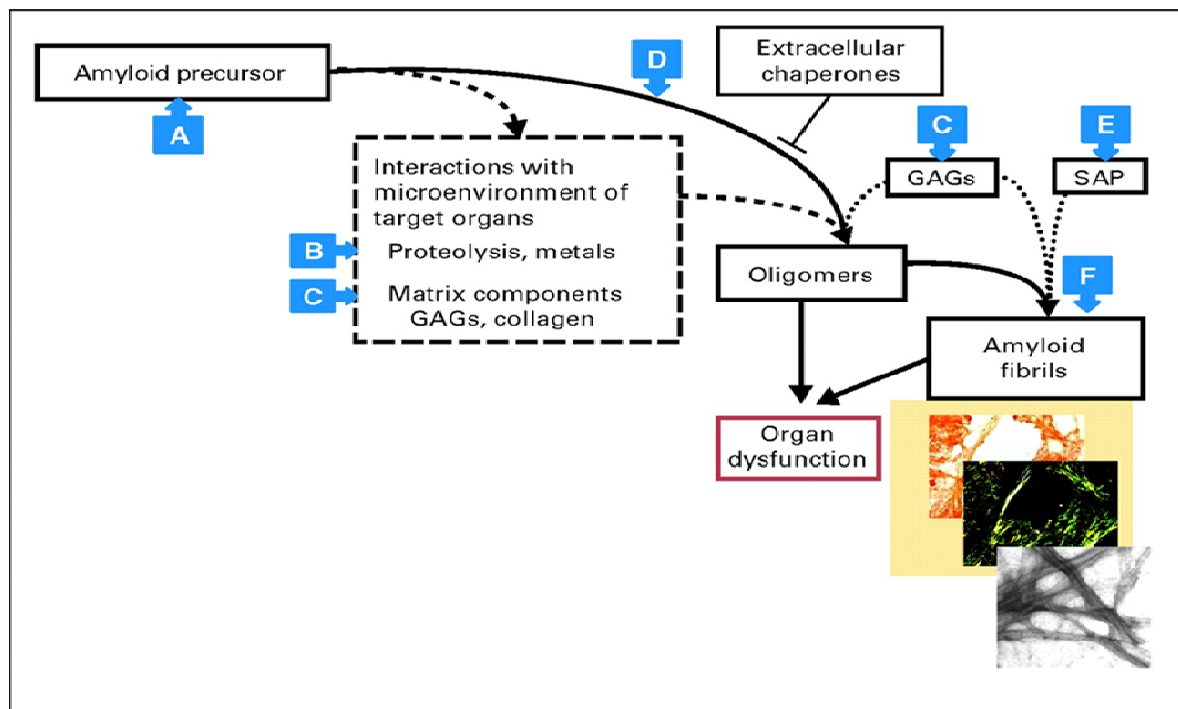 Amyloid precursor
A
D
Extracellular
chaperones
C
E
GAGs
SAP
Interactions with
microenvironment of
target organs
B
Proteolysis, metals
C
Matrix components
GAGs, collagen
Oligomers
F
Amyloid
fibrils
Organ
dysfunction